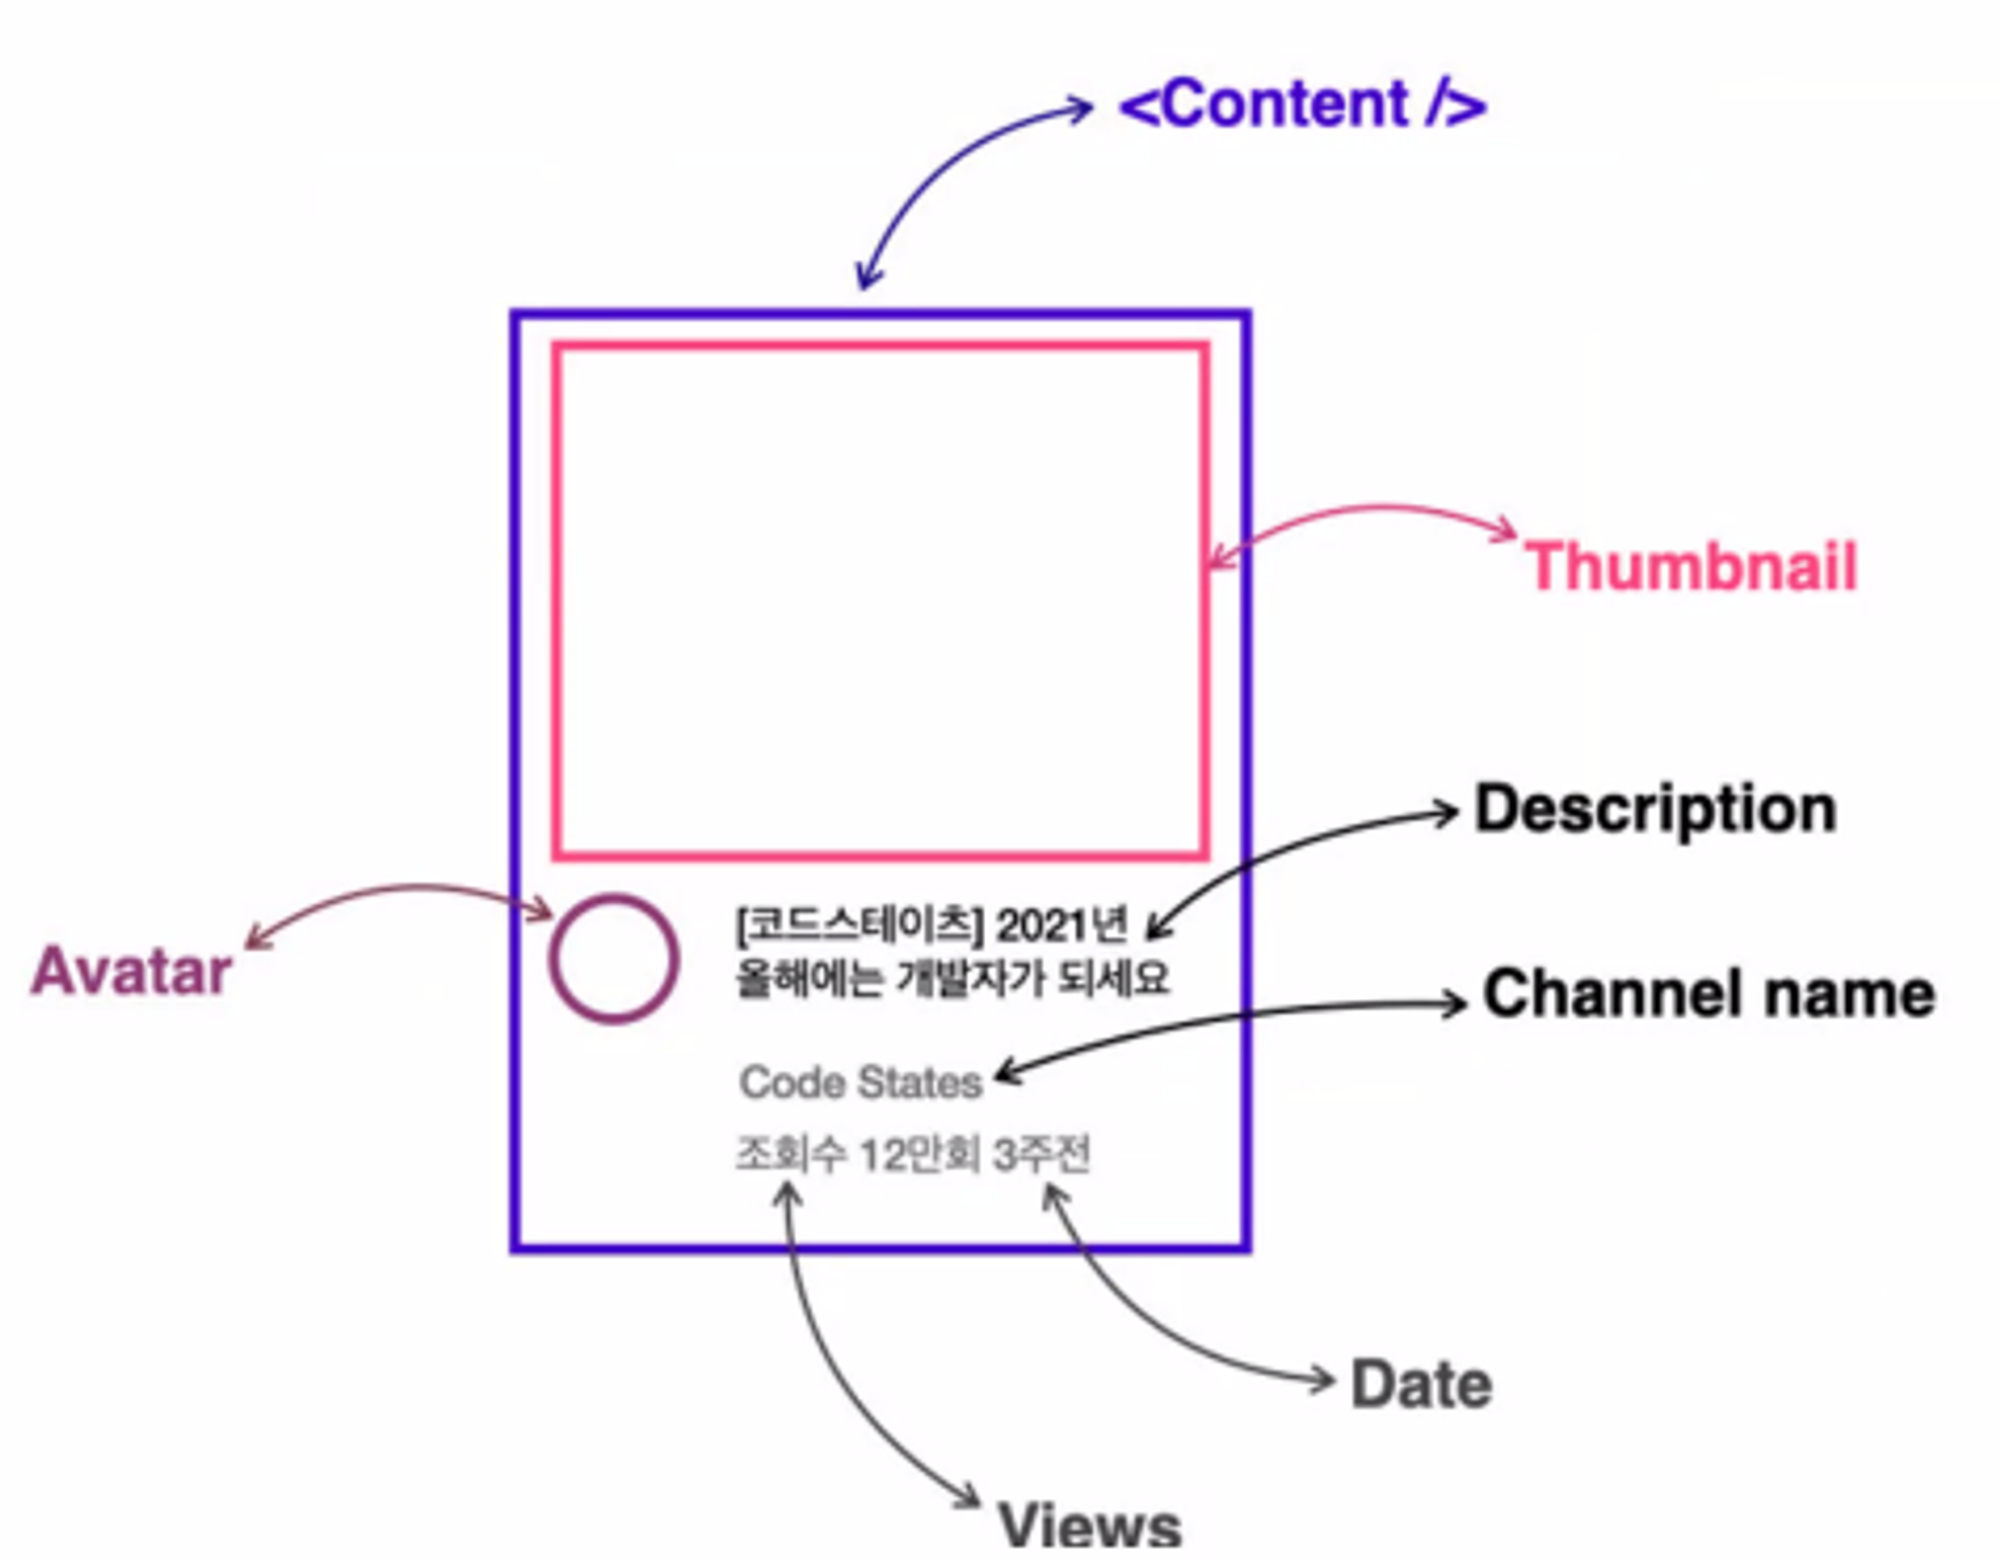 <Content />
Thumbnail
Description
Avatar
[코드스테이츠] 2021년
올해에는 개발자가 되세요
Channel name
Code States
조회수 12만회 3주전
Date
Views